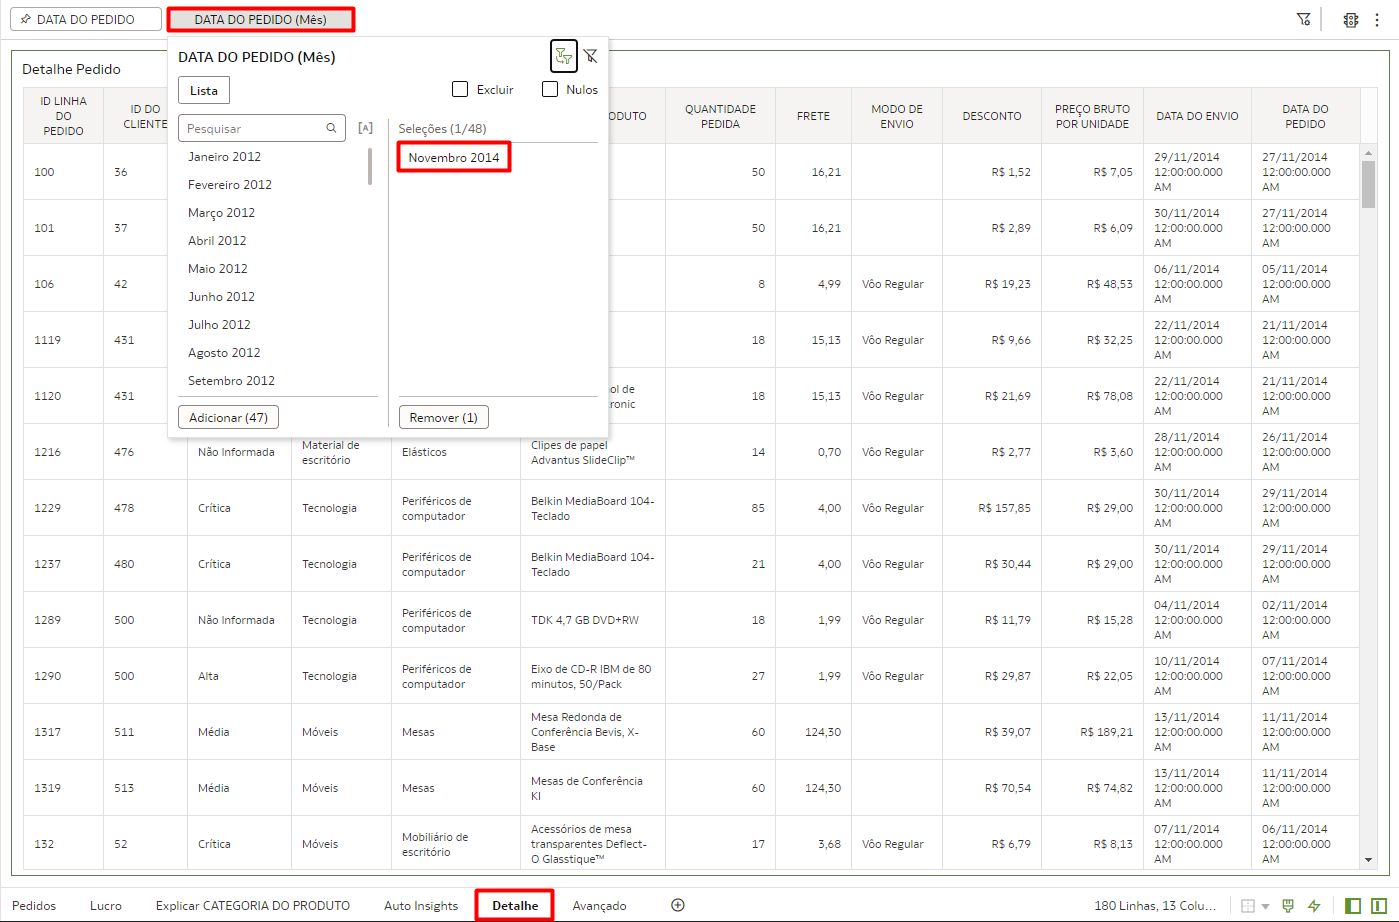 DATA DO PEDIDO
DATA DO PEDIDO (Mês)
DATA DO PEDIDO (Mês)
Lista
Excluir
Nulos
Pesquisar
[A]
Seleções (1/48)
Janeiro 2012
Fevereiro 2012
Março 2012
Abril 2012
Maio 2012
Junho 2012
Julho 2012
Agosto 2012
Setembro 2012
Novembro 2014
Adicionar (47)
Remover (1)
Detalhe Pedido
ID LINHA
DO
PEDIDO
ID DO
CLIENTE
QUANTIDADE
PEDIDA
FRETE
MODO DE
ENVIO
DESCONTO
PREÇO BRUTO
POR UNIDADE
DATA DO ENVIO
DATA DO
PEDIDO
100 36 50 16,21 R$ 1,52 R$ 7,05
29/11/2014 27/11/2014
12:00:00.000 12:00:00.000
AM AM
101 37 50 16,21 R$ 2,89 R$ 6,09
30/11/2014 27/11/2014
12:00:00.000 12:00:00.000
AM AM
106 42 8 4,99 Vôo Regular R$ 19,23 R$ 48,53
06/11/2014 05/11/2014
12:00:00.000 12:00:00.000
AM AM
1119 431 18 15,13 Vôo Regular R$ 9,66 R$ 32,25
22/11/2014 21/11/2014
12:00:00.000 12:00:00.000
AM AM
1120 431 18 15,13 Vôo Regular R$ 21,69 R$ 78,08
22/11/2014 21/11/2014
12:00:00.000 12:00:00.000
AM AM
1216 476 Não Informada
Material de
escritório
Elásticos
Clipes de papel
Advantus SlideClip™
14 0,70 Vôo Regular R$ 2,77 R$ 3,60
28/11/2014 26/11/2014
12:00:00.000 12:00:00.000
AM AM
1229 478 Crítica Tecnologia
Periféricos de
computador
Belkin MediaBoard 104-
Teclado
85 4,00 Vôo Regular R$ 157,85 R$ 29,00
30/11/2014 29/11/2014
12:00:00.000 12:00:00.000
AM AM
1237 480 Crítica Tecnologia
Periféricos de
computador
Belkin MediaBoard 104-
Teclado
21 4,00 Vôo Regular R$ 30,44 R$ 29,00
30/11/2014 29/11/2014
12:00:00.000 12:00:00.000
AM AM
1289 500 Não Informada Tecnologia
Periféricos de
computador
TDK 4,7 GB DVD+RW
18 1,99 Vôo Regular R$ 11,79 R$ 15,28
04/11/2014 02/11/2014
12:00:00.000 12:00:00.000
AM AM
1290 500 Alta Tecnologia
Periféricos de
computador
Eixo de CD-R IBM de 80
minutos, 50/Pack
27 1,99 Vôo Regular R$ 29,87 R$ 22,05
10/11/2014 07/11/2014
12:00:00.000 12:00:00.000
AM AM
1317 511 Média Móveis Mesas
Mesa Redonda de
Conferência Bevis, X-
Base
60 124,30 R$ 39,07 R$ 189,21
13/11/2014 11/11/2014
12:00:00.000 12:00:00.000
AM AM
1319 513 Média Móveis Mesas
Mesas de Conferência
KI
60 124,30 R$ 70,54 R$ 74,82
13/11/2014 11/11/2014
12:00:00.000 12:00:00.000
AM AM
132 52 Crítica Móveis
Mobiliário de
escritório
Acessórios de mesa
transparentes Deflect-
O Glasstique™
17 3,68 Vôo Regular R$ 6,79 R$ 8,13
07/11/2014 06/11/2014
12:00:00.000 12:00:00.000
AM AM
Pedidos Lucro Explicar CATEGORIA DO PRODUTO Auto Insights Detalhe Avançado
180 Linhas, 13 Colu...